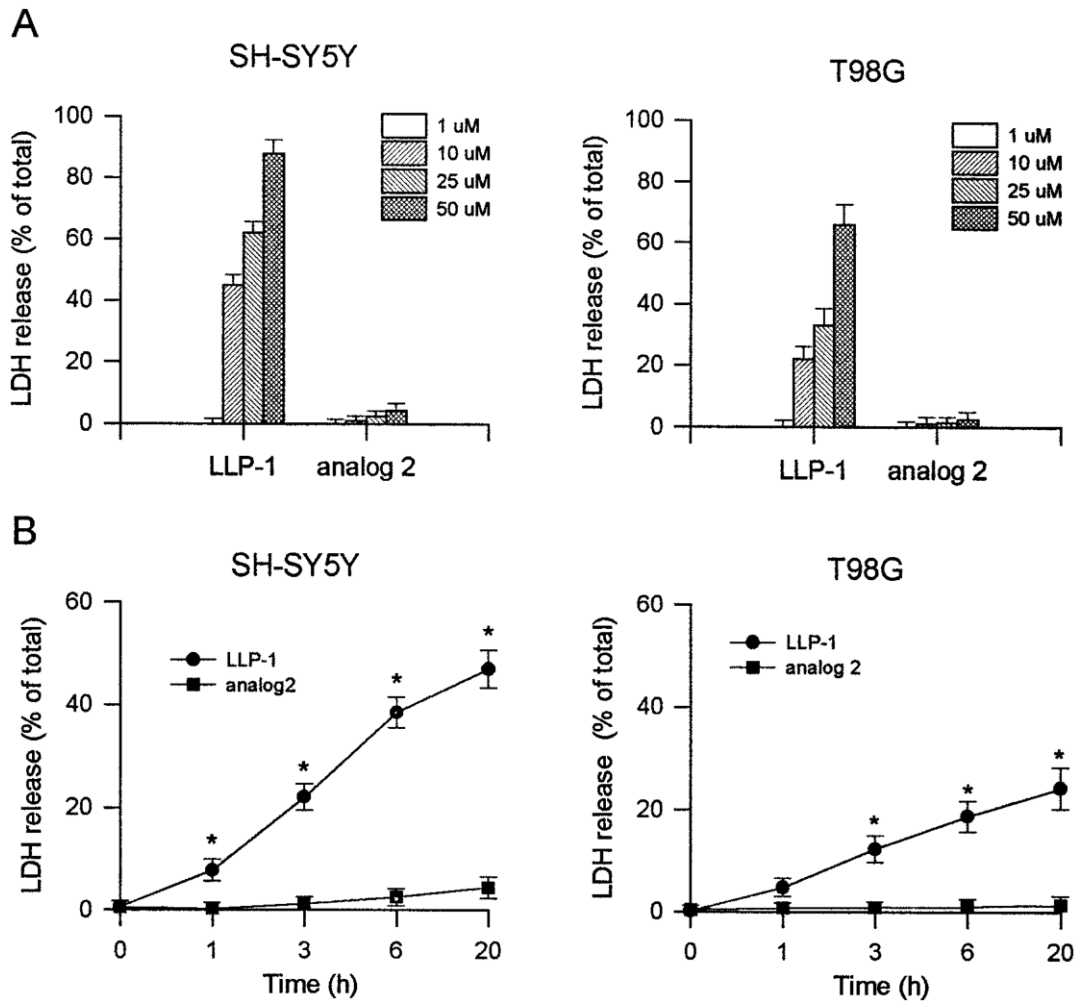 A
SH-SY5Y
T98G
LDH release (% of total)
100
80
60
40
20
0
1 uM
10 uM
25 uM
50 uM
LLP-1
analog 2
LDH release (% of total)
100
80
60
40
20
0
1 uM
10 uM
25 uM
50 uM
LLP-1
analog 2
B
SH-SY5Y
T98G
LDH release (% of total)
60
40
20
0
LLP-1
analog2
* * * *
0 1 3 6 20
Time (h)
LDH release (% of total)
60
40
20
0
LLP-1
analog 2
* * *
0 1 3 6 20
Time (h)